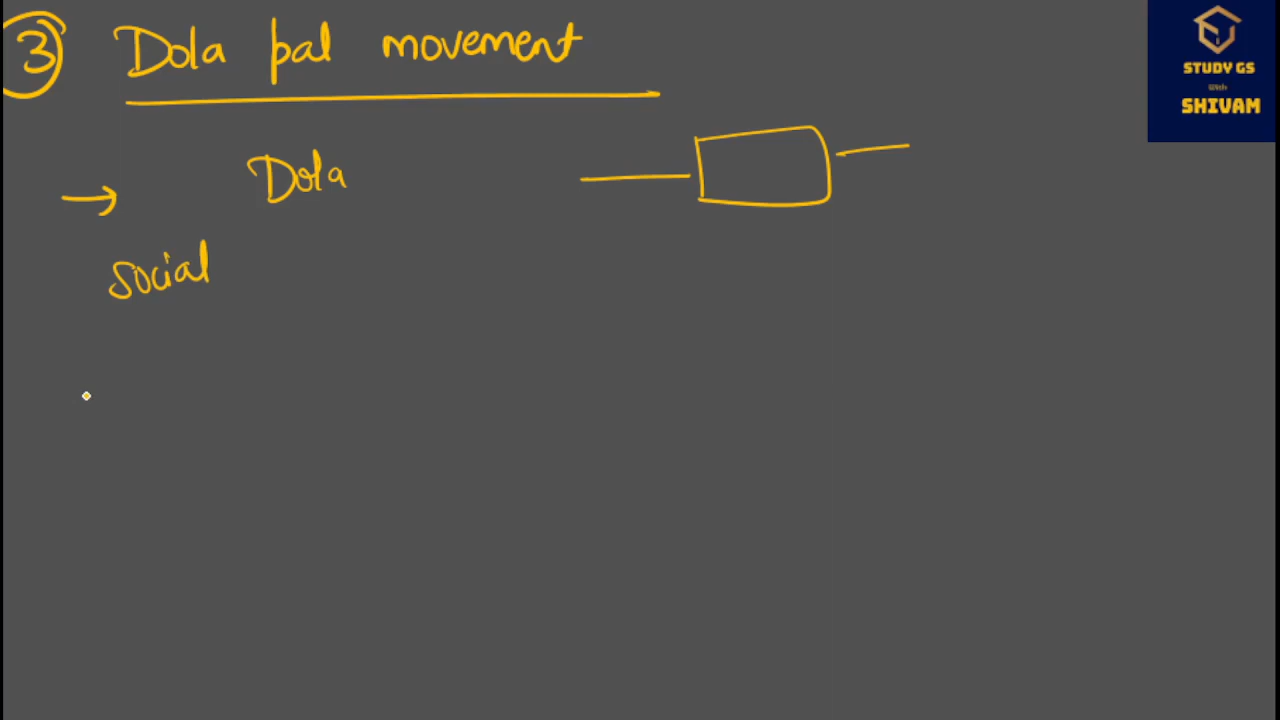 3 Dola pal movement
→ Dola
social
STUDY GS
With
SHIVAM